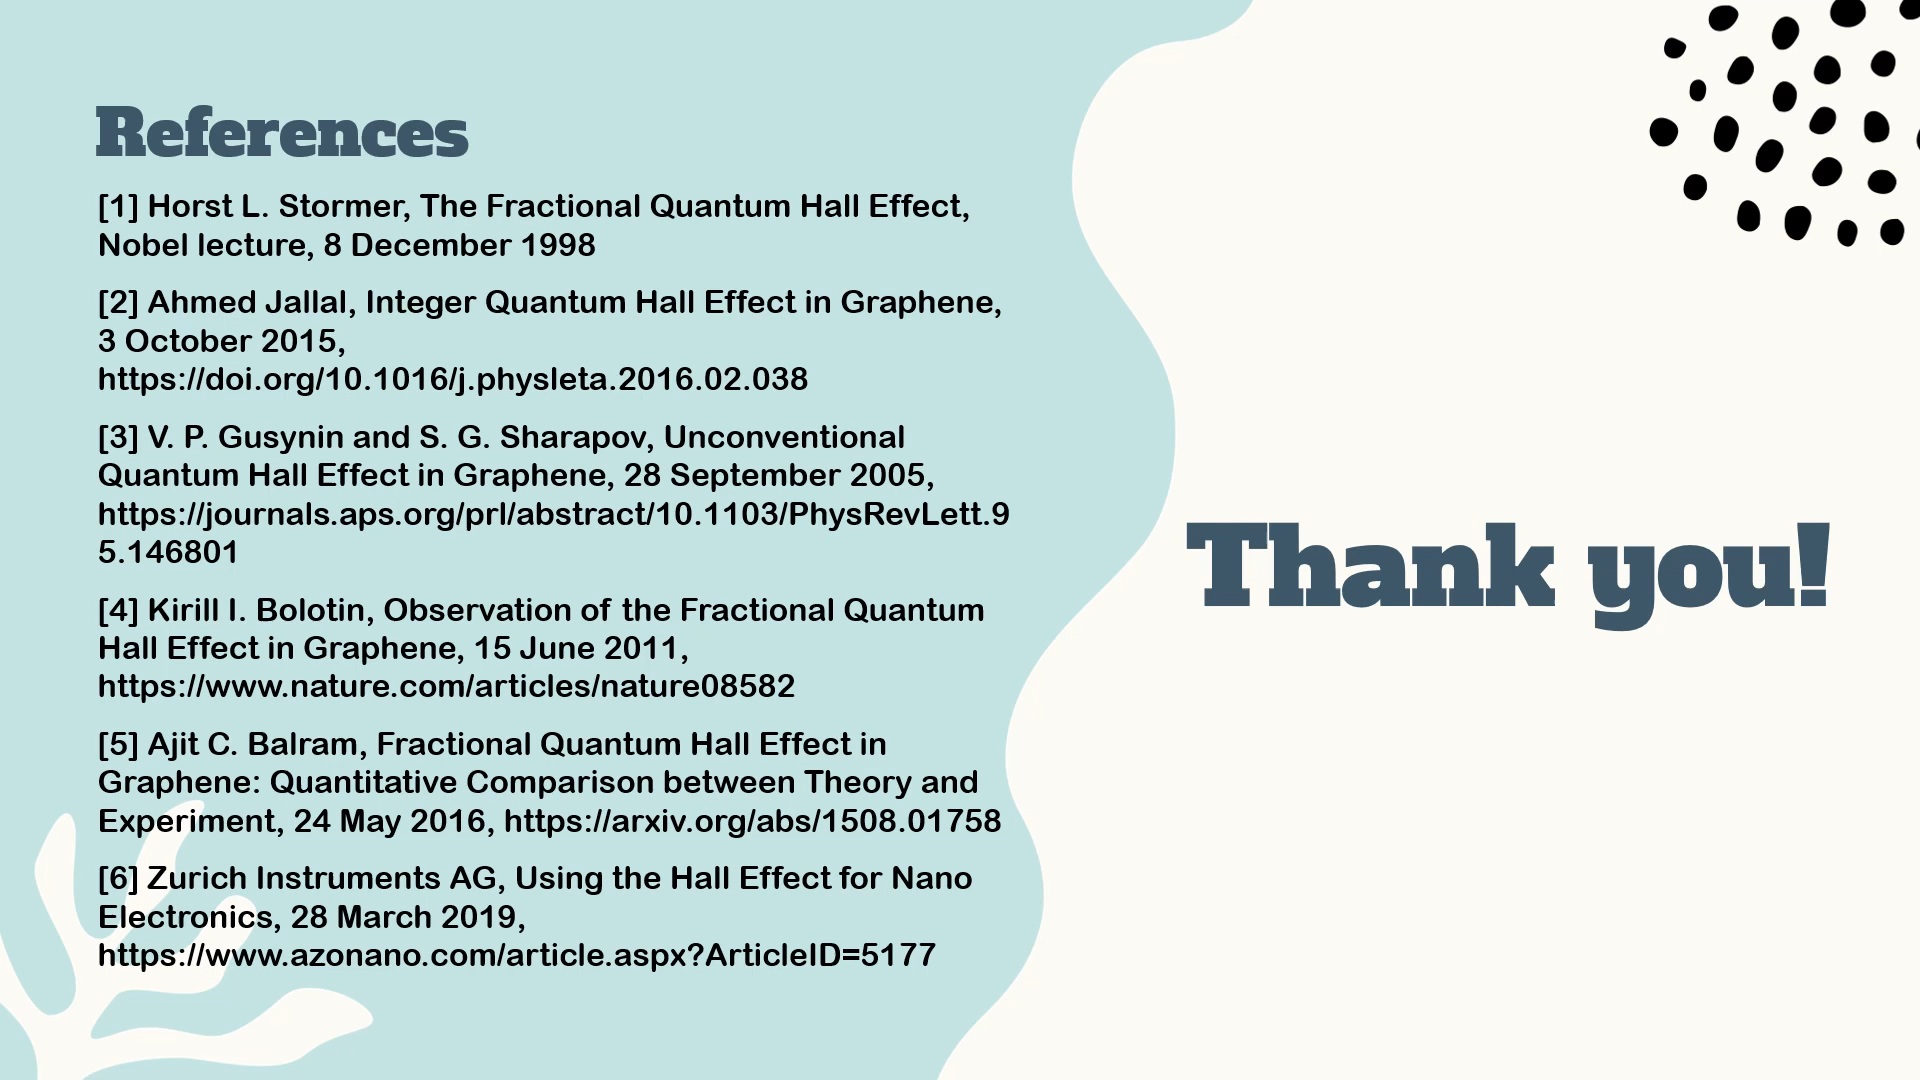 References
[1] Horst L. Stormer, The Fractional Quantum Hall Effect,
Nobel lecture, 8 December 1998
[2] Ahmed Jallal, Integer Quantum Hall Effect in Graphene,
3 October 2015,
https://doi.org/10.1016/j.physleta.2016.02.038
[3] V. P. Gusynin and S. G. Sharapov, Unconventional
Quantum Hall Effect in Graphene, 28 September 2005,
https://journals.aps.org/prl/abstract/10.1103/PhysRevLett.9
5.146801
[4] Kirill I. Bolotin, Observation of the Fractional Quantum
Hall Effect in Graphene, 15 June 2011,
https://www.nature.com/articles/nature08582
[5] Ajit C. Balram, Fractional Quantum Hall Effect in
Graphene: Quantitative Comparison between Theory and
Experiment, 24 May 2016, https://arxiv.org/abs/1508.01758
[6] Zurich Instruments AG, Using the Hall Effect for Nano
Electronics, 28 March 2019,
https://www.azonano.com/article.aspx?ArticleID=5177
Thank you!